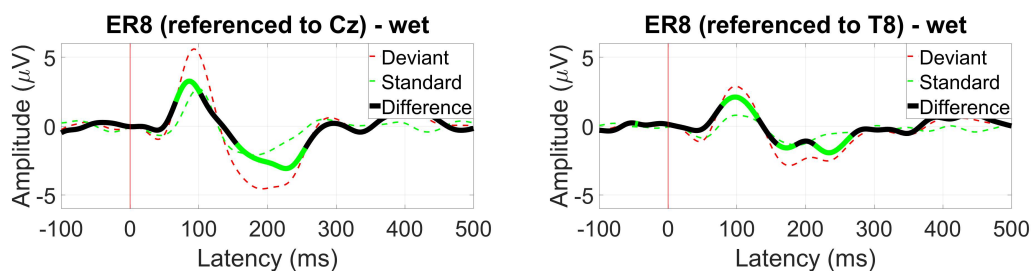 ER8 (referenced to Cz) - wet
5
0
-5
Amplitude (μV)
-100 0 100 200 300 400 500
Latency (ms)
Deviant
Standard
Difference
ER8 (referenced to T8) - wet
5
0
-5
Amplitude (μV)
-100 0 100 200 300 400 500
Latency (ms)
Deviant
Standard
Difference